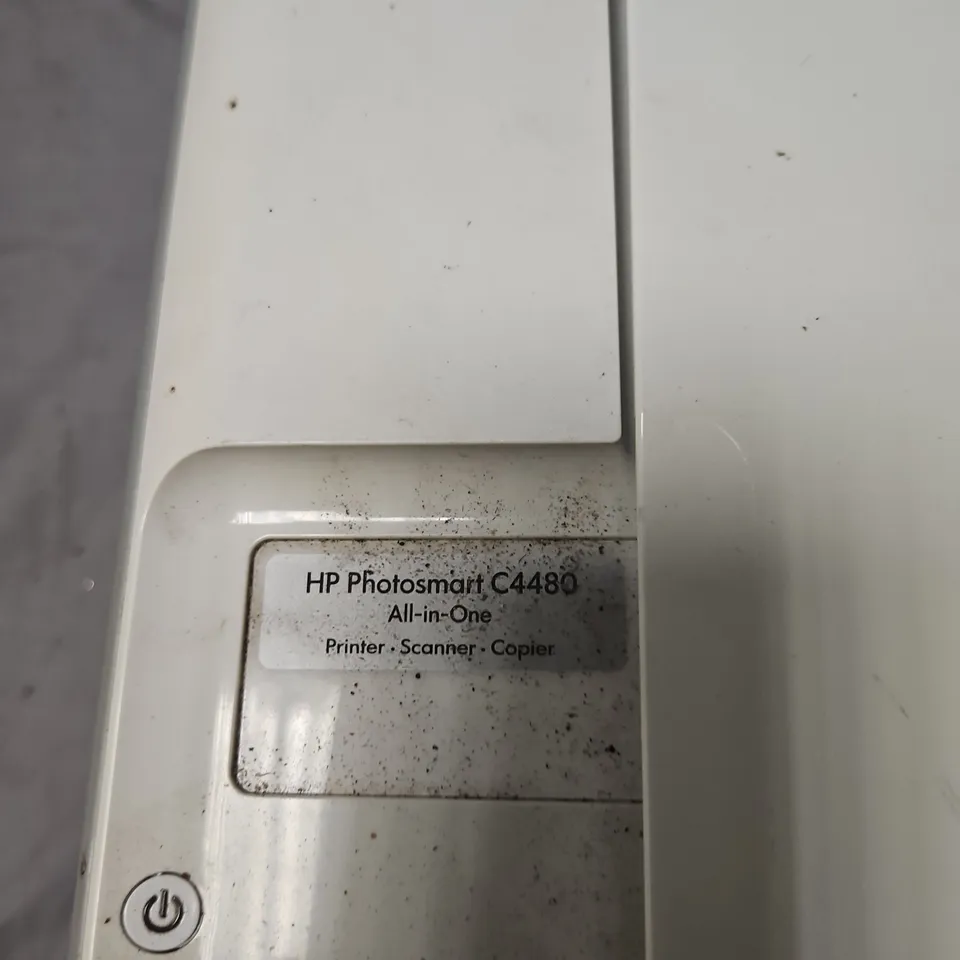 HP Photosmart C4480
All-in-One
Printer · Scanner · Copier